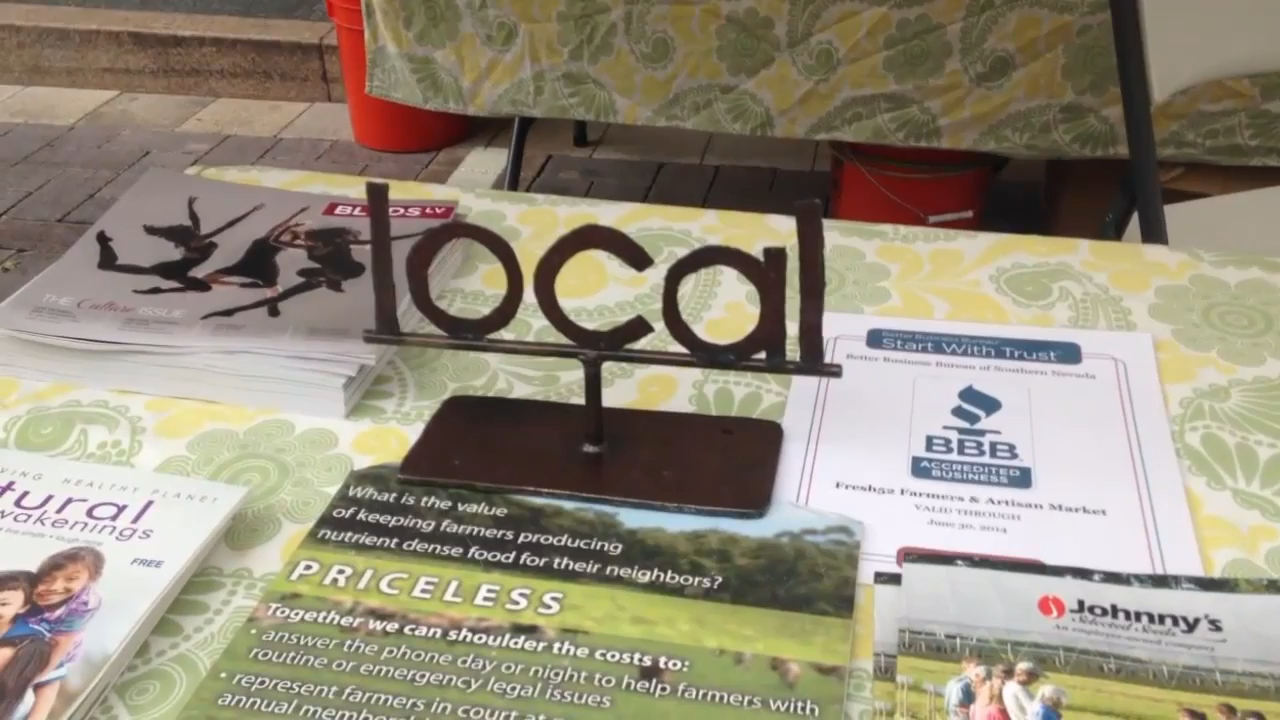 BLVDS LV
THE Culture ISSUE
local
Better Business Bureau
Start With Trust
Better Business Bureau of Southern Nevada
BBB
ACCREDITED
BUSINESS
Fresh52 Farmers & Artisan Market
VALID THROUGH
June 30, 2014
HEALTHY PLANET
tural
wakenings
FREE
What is the value
of keeping farmers producing
nutrient dense food for their neighbors?
PRICELESS
Together we can shoulder the costs to:
• answer the phone day or night to help farmers with
routine or emergency legal issues
• represent farmers in court at
annual
Johnny's
Selected Seeds
An employee-owned company